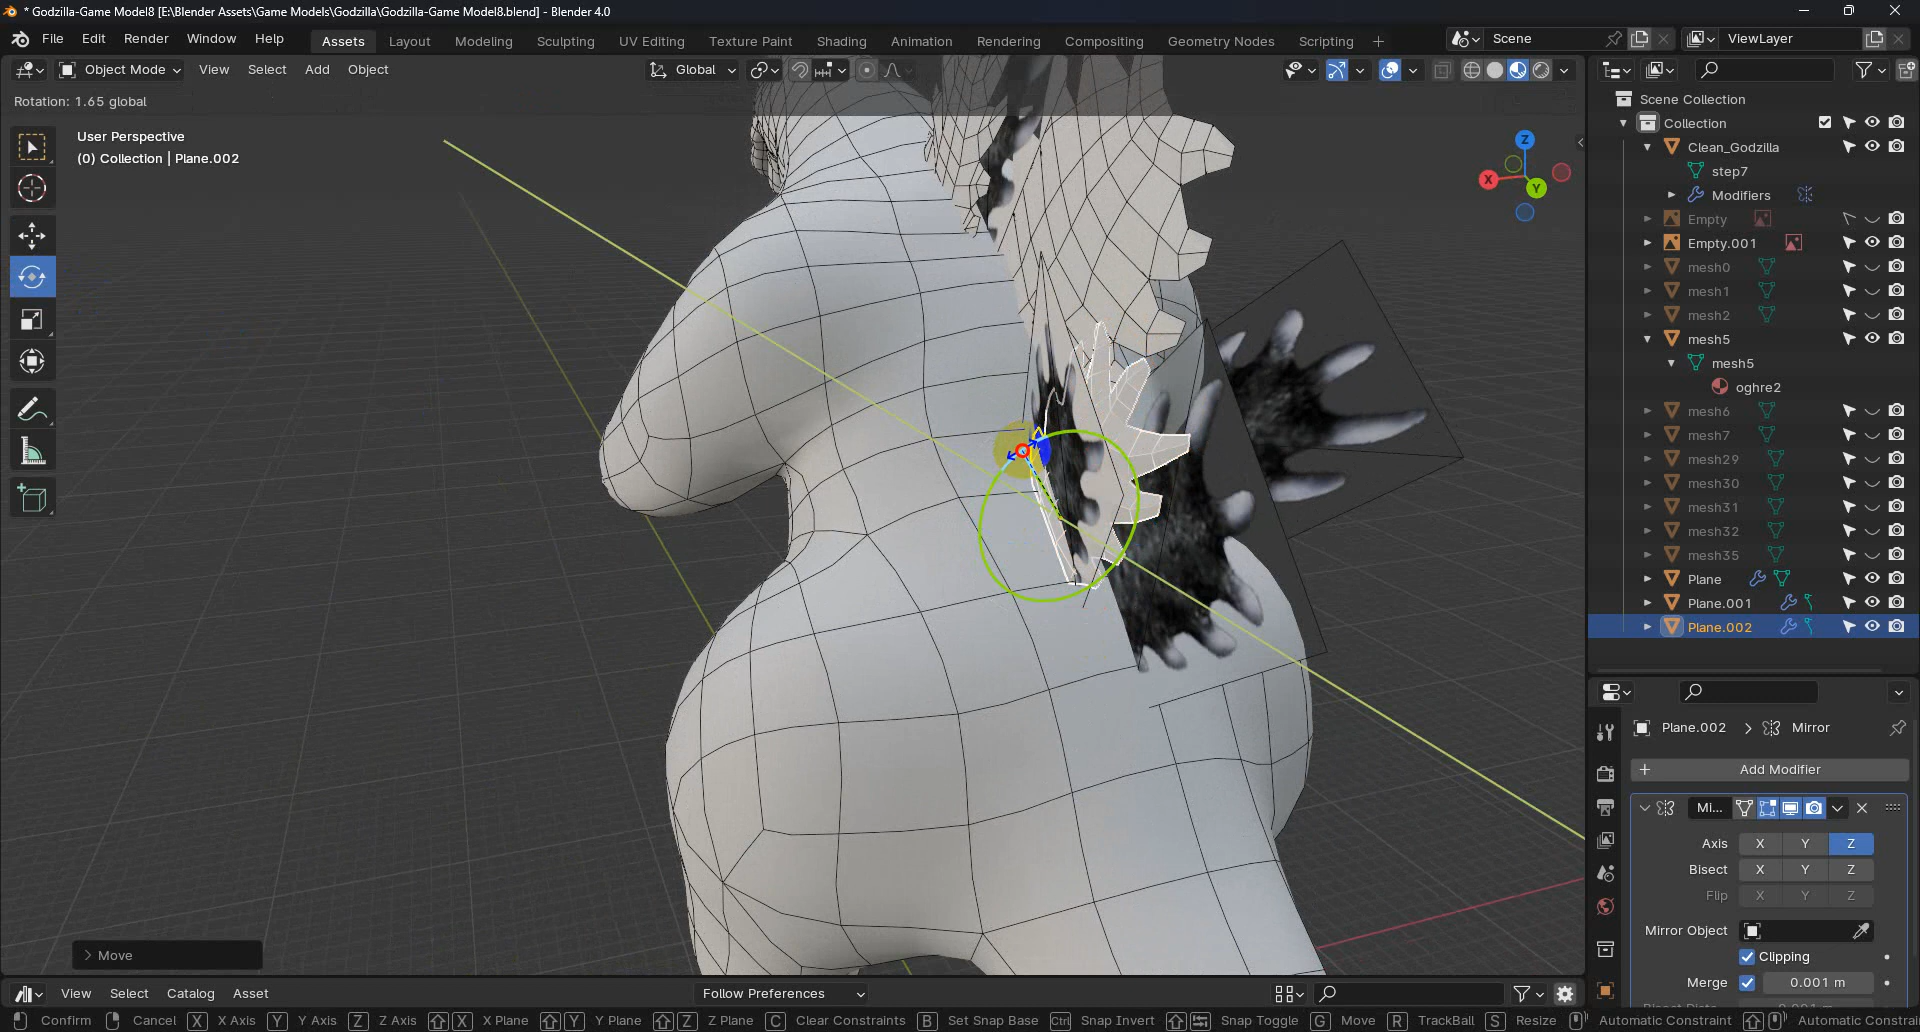 * Godzilla-Game Model8 [E:\Blender Assets\Game Models\Godzilla\Godzilla-Game Model8.blend] - Blender 4.0
File Edit Render Window Help
Assets Layout Modeling Sculpting UV Editing Texture Paint Shading Animation Rendering Compositing Geometry Nodes Scripting
Scene ViewLayer
Object Mode View Select Add Object Global
Rotation: 1.65 global
User Perspective
(0) Collection | Plane.002
Z
X
Y
Scene Collection
Collection
Clean_Godzilla
step7
Modifiers
Empty
Empty.001
mesh0
mesh1
mesh2
mesh5
mesh5
oghre2
mesh6
mesh7
mesh29
mesh30
mesh31
mesh32
mesh35
Plane
Plane.001
Plane.002
Plane.002 > Mirror
Add Modifier
Mi...
Axis X Y Z
Bisect X Y Z
Flip X Y Z
Mirror Object
Clipping
Merge 0.001 m
Move
View Select Catalog Asset Follow Preferences
Confirm Cancel X X Axis Y Y Axis Z Z Axis X X Plane Y Y Plane Z Z Plane C Clear Constraints B Set Snap Base Ctrl Snap Invert Snap Toggle G Move R TrackBall S Resize Automatic Constraint Automatic Constrai